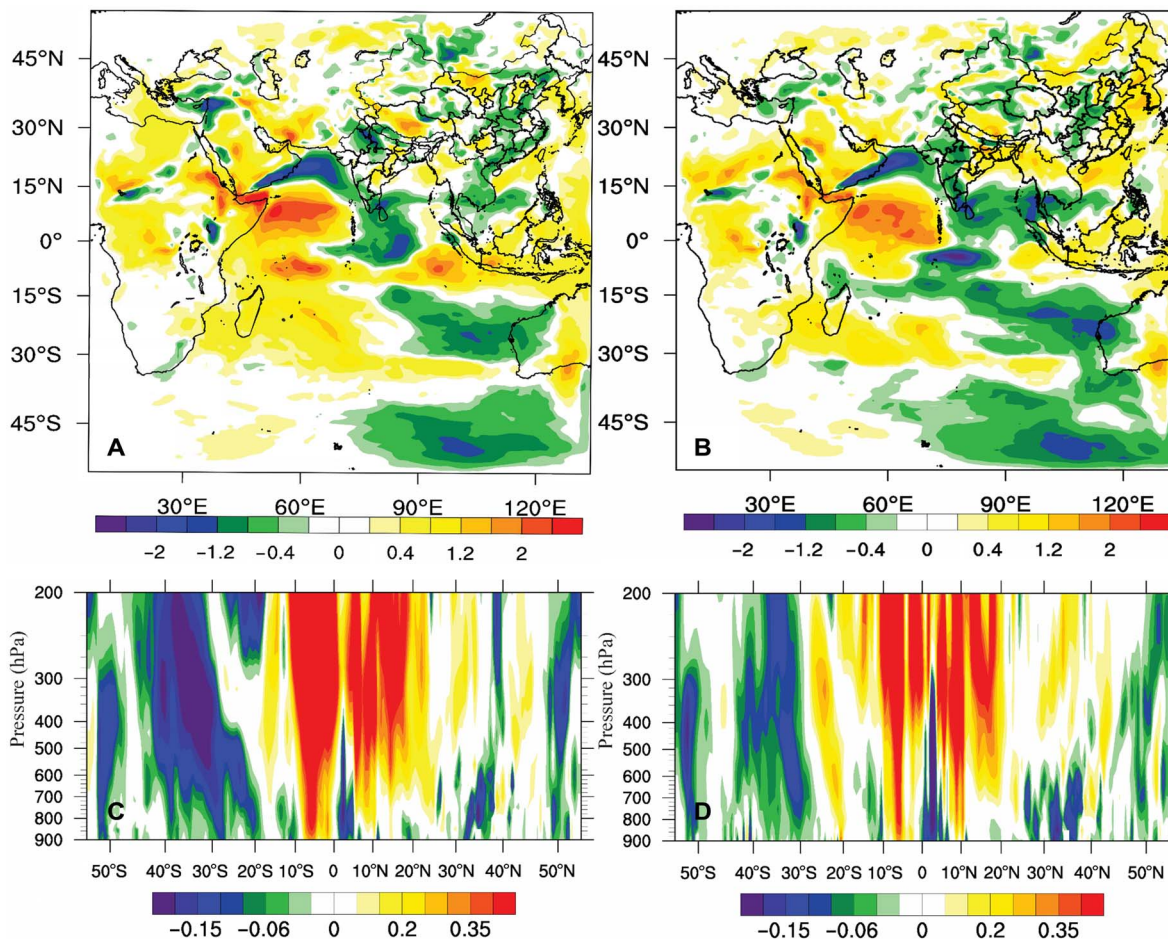 45°N
30°N
15°N
0°
15°S
30°S
45°S
A
30°E 60°E 90°E 120°E
-2 -1.2 -0.4 0 0.4 1.2 2
45°N
30°N
15°N
0°
15°S
30°S
45°S
B
30°E 60°E 90°E 120°E
-2 -1.2 -0.4 0 0.4 1.2 2
Pressure (hPa)
200
300
400
500
600
700
800
900
C
50°S 40°S 30°S 20°S 10°S 0 10°N 20°N 30°N 40°N 50°N
-0.15 -0.06 0 0.2 0.35
Pressure (hPa)
200
300
400
500
600
700
800
900
D
50°S 40°S 30°S 20°S 10°S 0 10°N 20°N 30°N 40°N 50°N
-0.15 -0.06 0 0.2 0.35